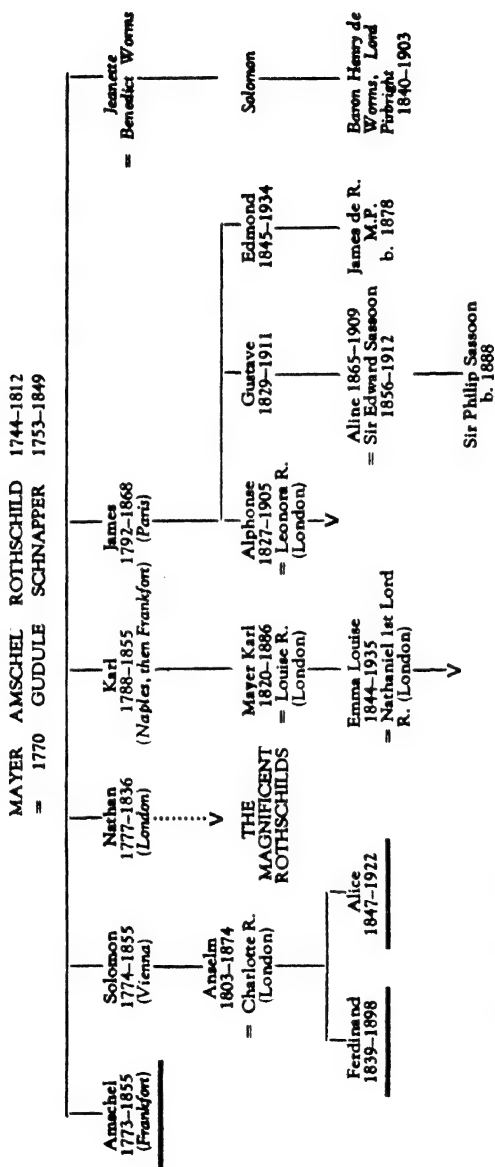 MAYER AMSCHEL ROTHSCHILD 1744–1812
= 1770 GUDULE SCHNAPPER 1753–1849
Amschel
1773–1855
(Frankfort)
Solomon
1774–1855
(Vienna)
Nathan
1777–1836
(London)
Karl
1788–1855
(Naples, then Frankfort)
James
1792–1868
(Paris)
Jeanette
= Benedict Worms
Anselm
1803–1874
= Charlotte R.
(London)
THE
MAGNIFICENT
ROTHSCHILDS
Mayer Karl
1820–1886
= Louise R.
(London)
Alphonse
1827–1905
= Leonora R.
(London)
Gustave
1829–1911
Edmond
1845–1934
Solomon
Ferdinand
1839–1898
Alice
1847–1922
Emma Louise
1844–1935
= Nathaniel 1st Lord
R. (London)
Aline 1865–1909
= Sir Edward Sassoon
1856–1912
James de R.
M.P.
b. 1878
Baron Henry de
Worms, Lord
Pirbright
1840–1903
Sir Philip Sassoon
b. 1888